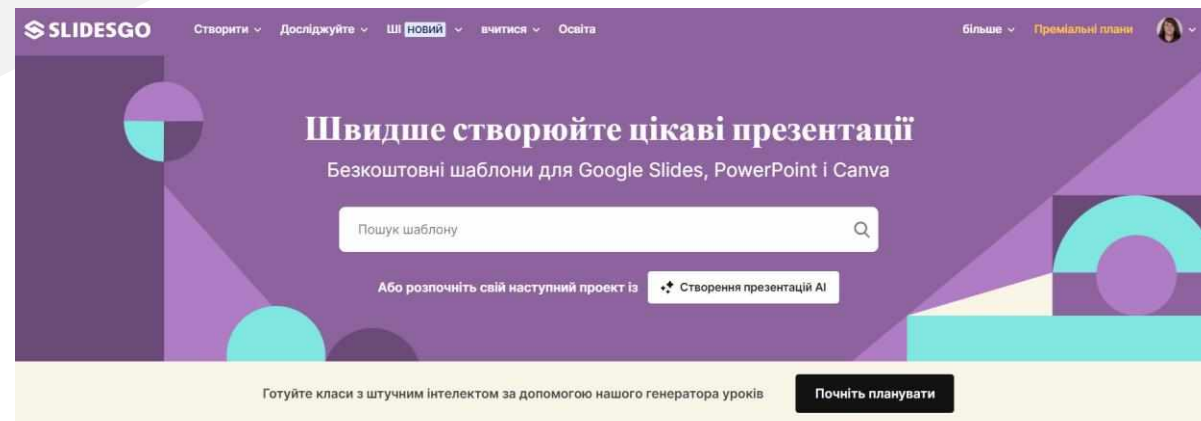 SLIDESGO Створити Досліджуйте ШІ НОВИЙ вчитися Освіта більше Преміальні плани
Швидше створюйте цікаві презентації
Безкоштовні шаблони для Google Slides, PowerPoint і Canva
Пошук шаблону
Або розпочніть свій наступний проект із Створення презентацій AI
Готуйте класи з штучним інтелектом за допомогою нашого генератора уроків Почніть планувати